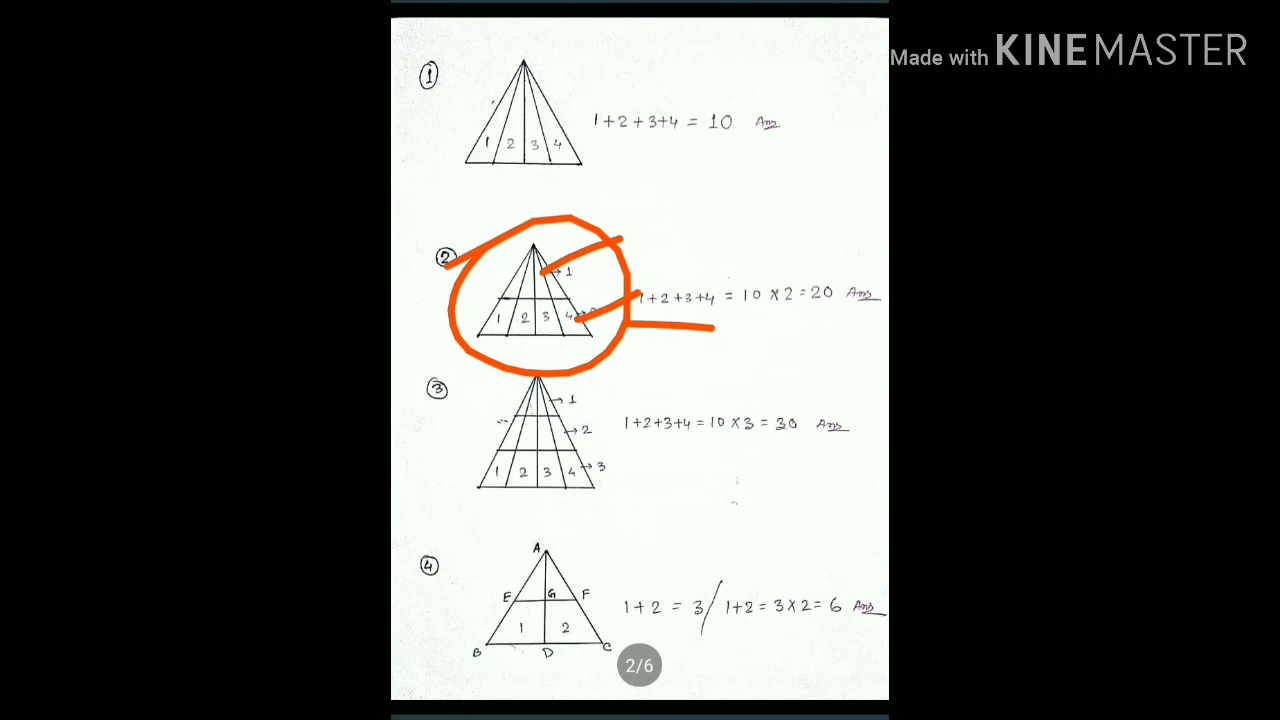 Made with KINEMASTER
①
1+2+3+4 = 10 Ans
1 2 3 4
②
→ 1
1+2+3+4 = 10 × 2 = 20 Ans
1 2 3 4 →
③
→ 1
1+2+3+4 = 10 × 3 = 30 Ans
→ 2
1 2 3 4 → 3
④
A
E G F
1+2 = 3 / 1+2 = 3×2 = 6 Ans
1 2
B D C
2/6